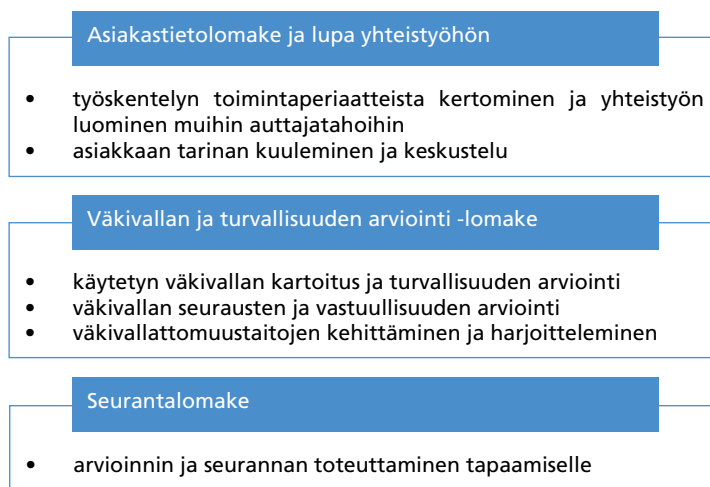 Asiakastietolomake ja lupa yhteistyöhön
• työskentelyn toimintaperiaatteista kertominen ja yhteistyön
luominen muihin auttajatahoihin
• asiakkaan tarinan kuuleminen ja keskustelu
Väkivallan ja turvallisuuden arviointi -lomake
• käytetyn väkivallan kartoitus ja turvallisuuden arviointi
• väkivallan seurausten ja vastuullisuuden arviointi
• väkivallattomuustaitojen kehittäminen ja harjoitteleminen
Seurantalomake
• arvioinnin ja seurannan toteuttaminen tapaamiselle